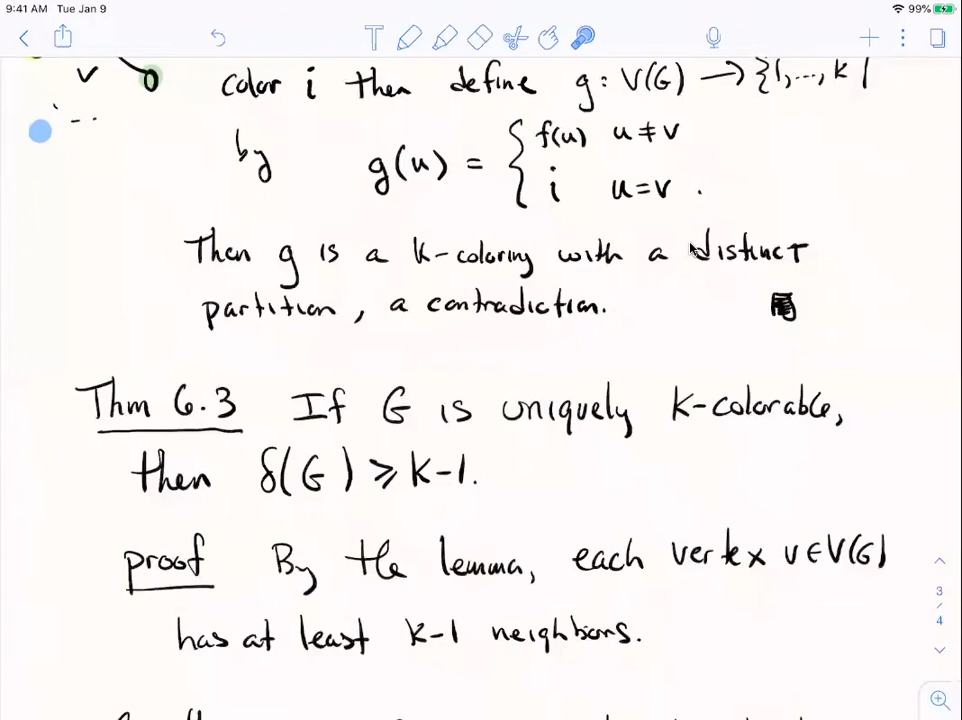 9:41 AM Tue Jan 9
99%
v
color i then define g: V(G) → {1,..., k}
by g(u) = { f(u) u ≠ v
i u=v .
Then g is a k-coloring with a distinct
partition, a contradiction.
Thm 6.3 If G is uniquely k-colorable,
then δ(G) ≥ k-1.
proof By the lemma, each vertex v ∈ V(G)
has at least k-1 neighbors.
3
/
4